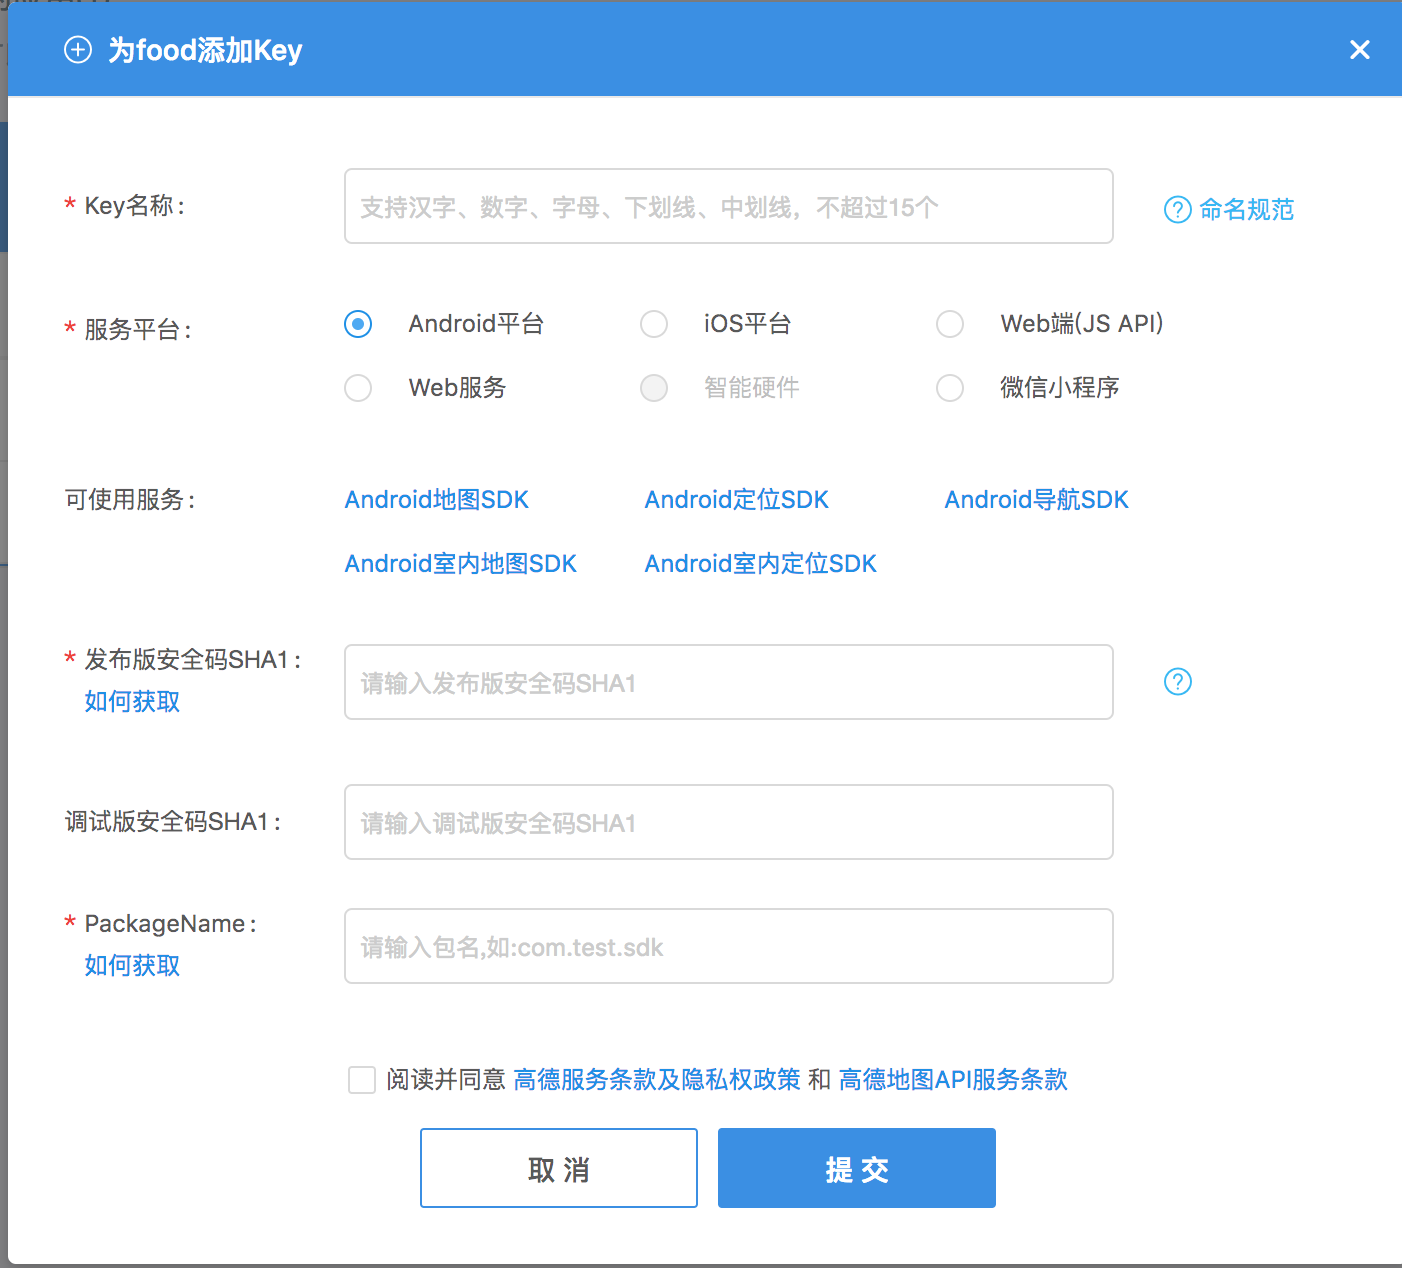 为food添加Key
* Key名称:
支持汉字、数字、字母、下划线、中划线，不超过15个
命名规范
* 服务平台:
Android平台 iOS平台 Web端(JS API)
Web服务 智能硬件 微信小程序
可使用服务:
Android地图SDK Android定位SDK Android导航SDK
Android室内地图SDK Android室内定位SDK
* 发布版安全码SHA1:
如何获取
请输入发布版安全码SHA1
调试版安全码SHA1:
请输入调试版安全码SHA1
* PackageName:
如何获取
请输入包名,如:com.test.sdk
阅读并同意 高德服务条款及隐私权政策 和 高德地图API服务条款
取 消 提 交